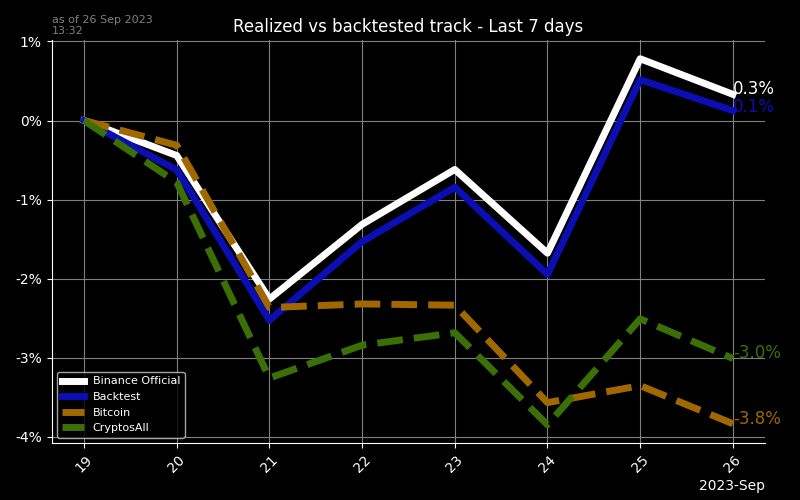 as of 26 Sep 2023
13:32
Realized vs backtested track - Last 7 days
1%
0%
-1%
-2%
-3%
-4%
0.3%
0.1%
-3.0%
-3.8%
Binance Official
Backtest
Bitcoin
CryptosAll
19
20
21
22
23
24
25
26
2023-Sep